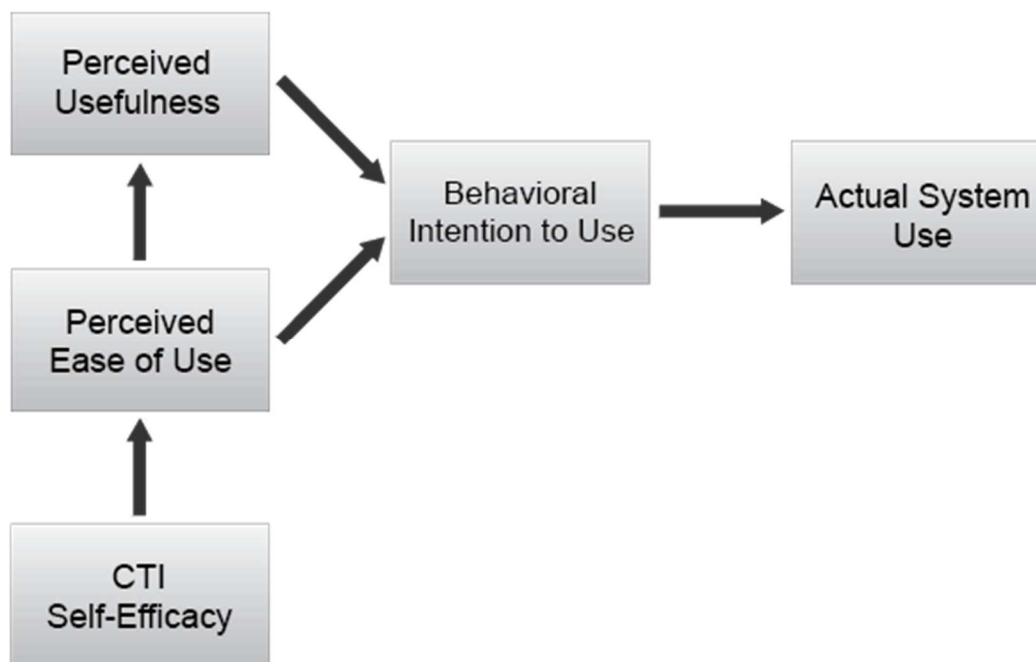 Perceived
Usefulness
Behavioral
Intention to Use
Actual System
Use
Perceived
Ease of Use
CTI
Self-Efficacy